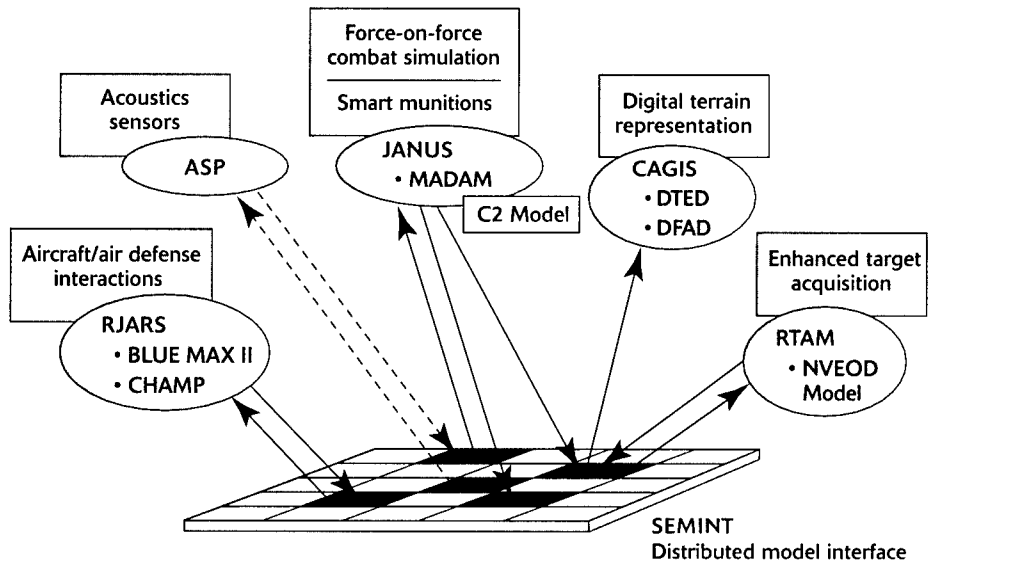 Force-on-force
combat simulation
Smart munitions
JANUS
• MADAM
C2 Model
Acoustics
sensors
ASP
Digital terrain
representation
CAGIS
• DTED
• DFAD
Aircraft/air defense
interactions
RJARS
• BLUE MAX II
• CHAMP
Enhanced target
acquisition
RTAM
• NVEOD
Model
SEMINT
Distributed model interface